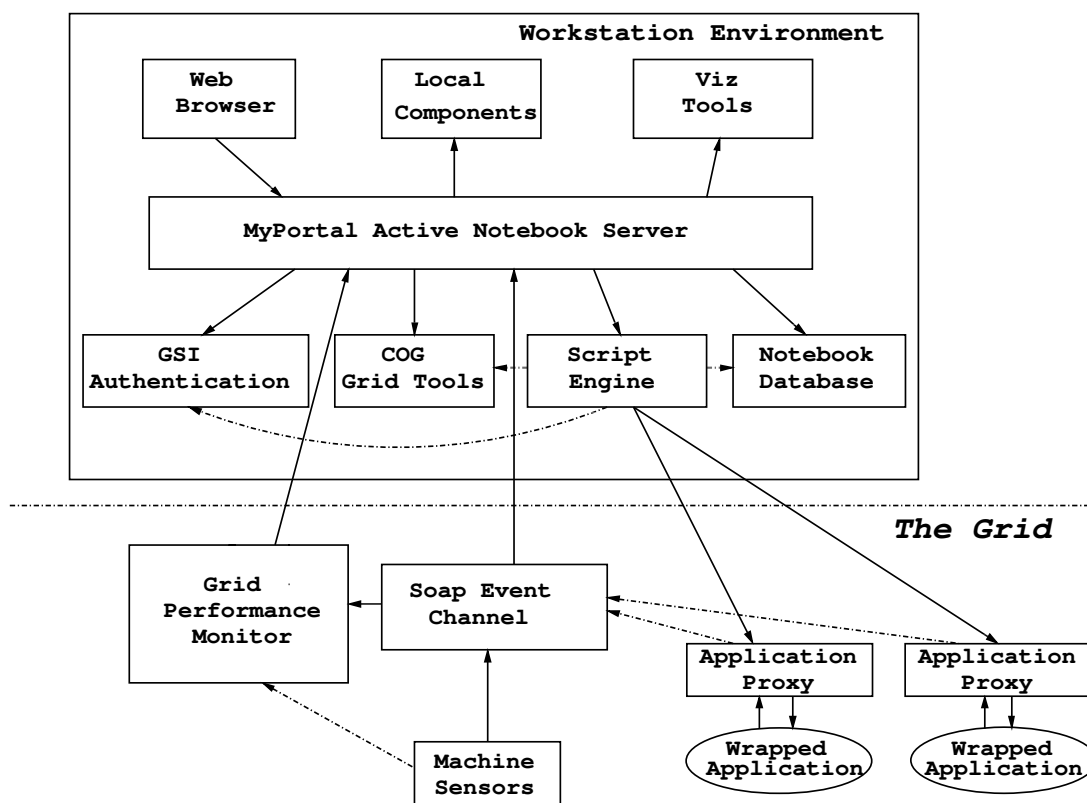 Workstation Environment
Web
Browser
Local
Components
Viz
Tools
MyPortal Active Notebook Server
GSI
Authentication
COG
Grid Tools
Script
Engine
Notebook
Database
The Grid
Grid
Performance
Monitor
Soap Event
Channel
Application
Proxy
Application
Proxy
Wrapped
Application
Wrapped
Application
Machine
Sensors